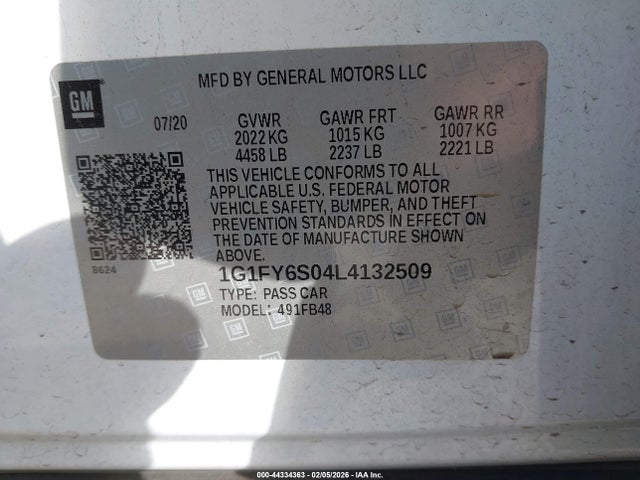 GM
MFD BY GENERAL MOTORS LLC
07/20 GVWR GAWR FRT GAWR RR
2022 KG 1015 KG 1007 KG
4458 LB 2237 LB 2221 LB
THIS VEHICLE CONFORMS TO ALL
APPLICABLE U.S. FEDERAL MOTOR
VEHICLE SAFETY, BUMPER, AND THEFT
PREVENTION STANDARDS IN EFFECT ON
THE DATE OF MANUFACTURE SHOWN
ABOVE.
8624
1G1FY6S04L4132509
TYPE: PASS CAR
MODEL: 491FB48
000-44334363 - 02/05/2026 - IAA Inc.